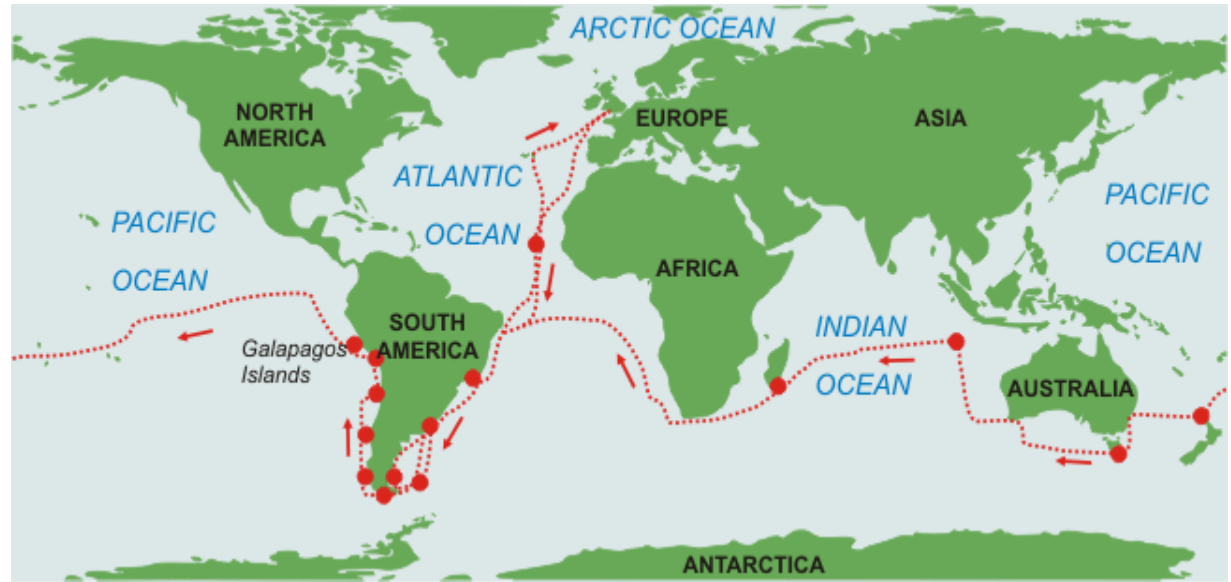 ARCTIC OCEAN
NORTH
AMERICA
EUROPE
ASIA
ATLANTIC
OCEAN
PACIFIC
OCEAN
PACIFIC
OCEAN
AFRICA
SOUTH
AMERICA
Galapagos
Islands
INDIAN
OCEAN
AUSTRALIA
ANTARCTICA